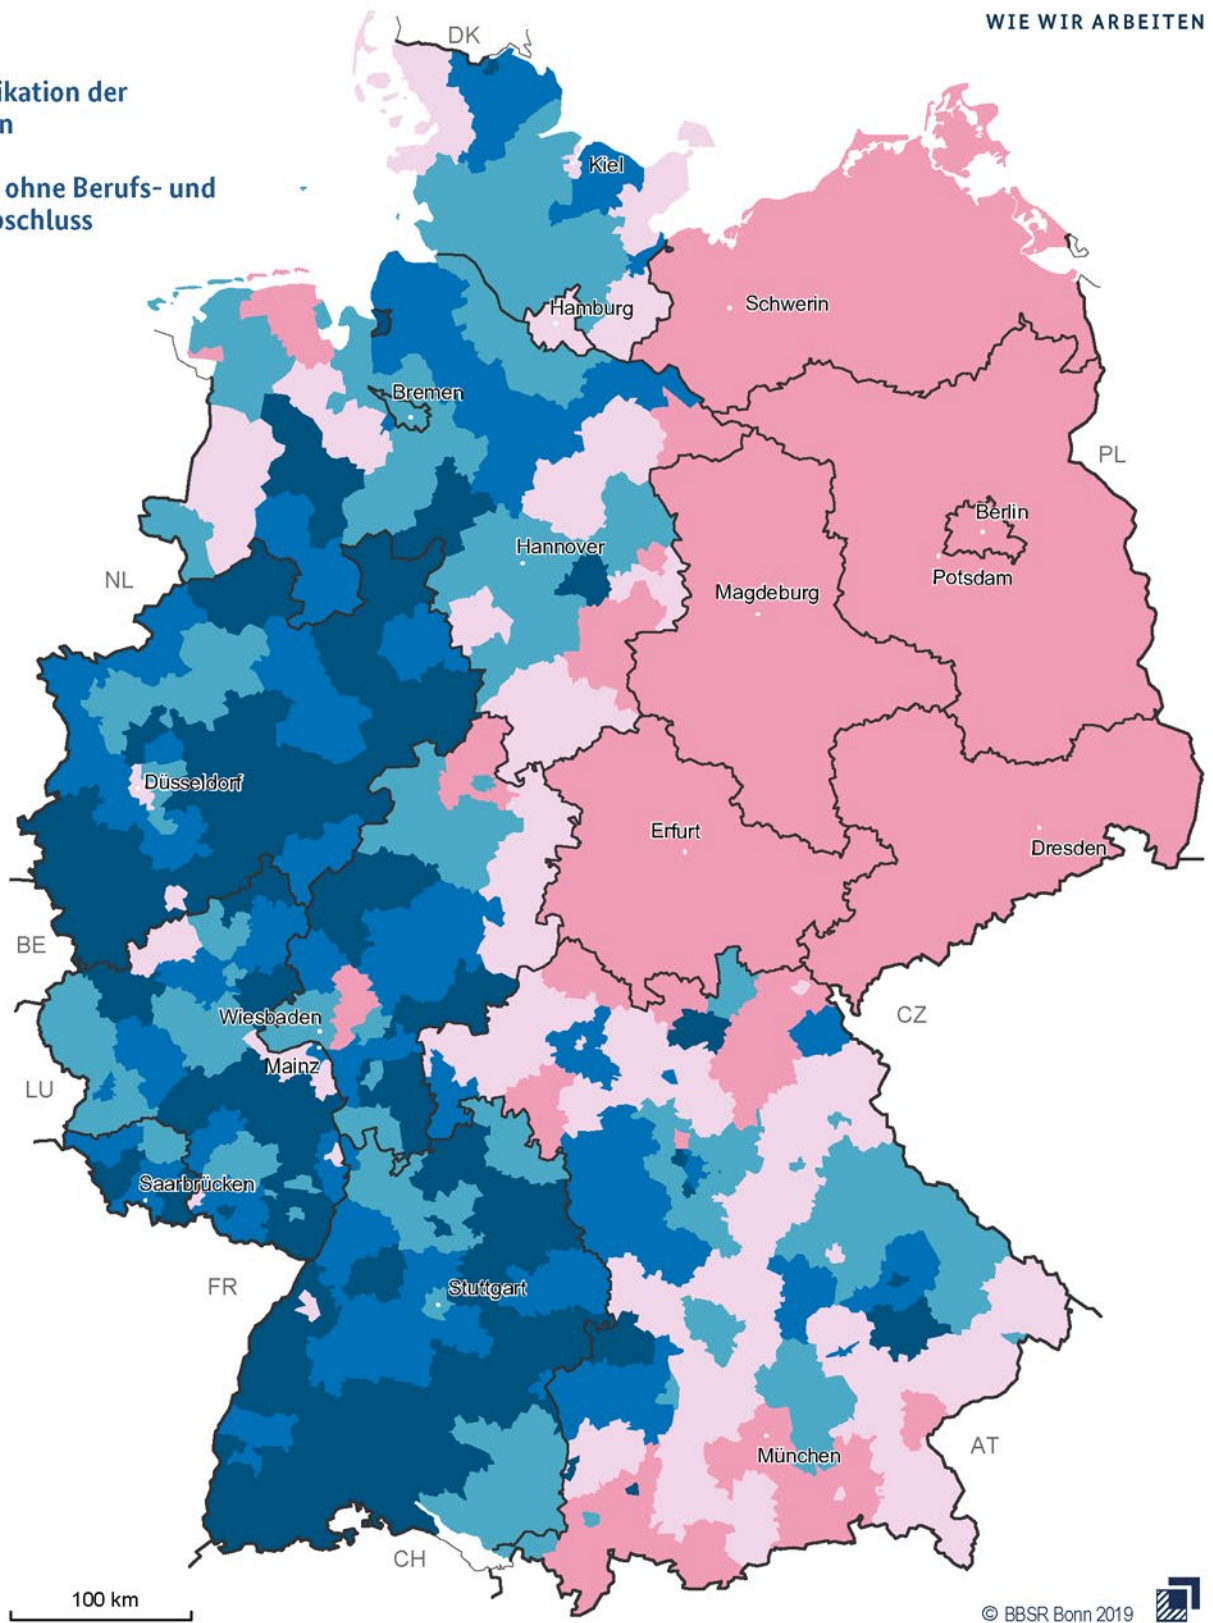 WIE WIR ARBEITEN
ikation der
n
ohne Berufs- und
oschluss
DK
Kiel
Hamburg
Schwerin
Bremen
PL
Berlin
Hannover
Potsdam
NL
Magdeburg
Düsseldorf
Erfurt
Dresden
BE
Wiesbaden
CZ
Mainz
LU
Saarbrücken
FR
Stuttgart
München
AT
CH
100 km
© BBSR Bonn 2019